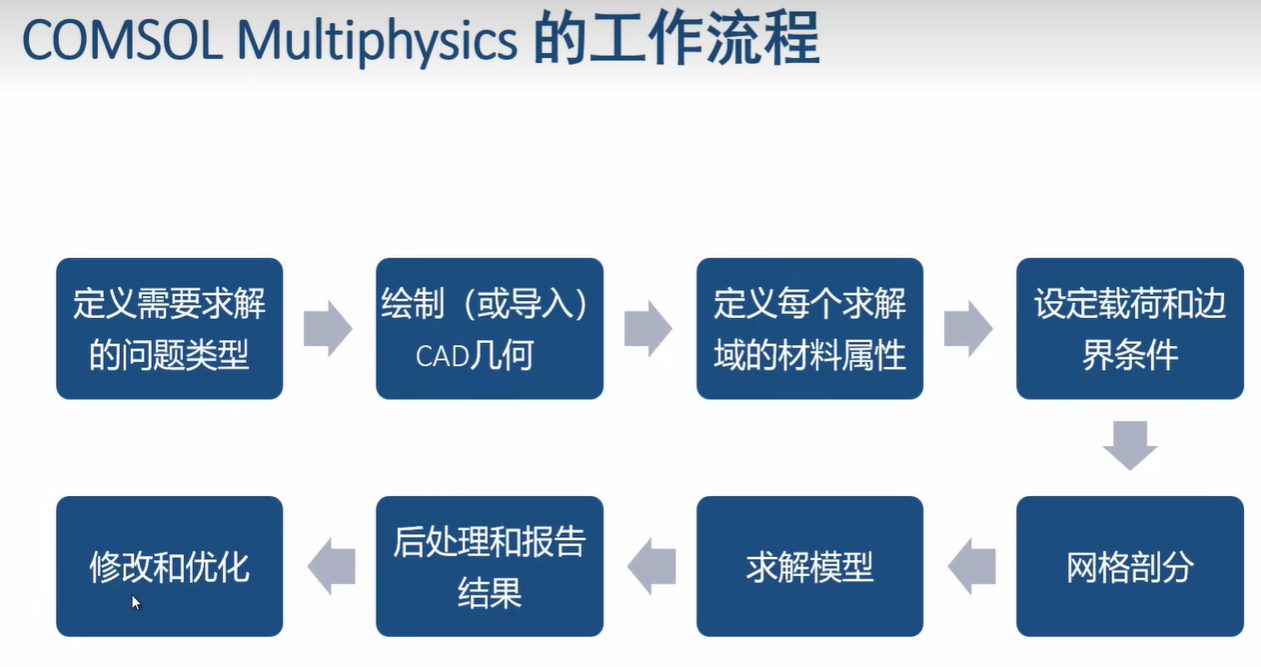 COMSOL Multiphysics 的工作流程
定义需要求解
的问题类型
绘制（或导入）
CAD几何
定义每个求解
域的材料属性
设定载荷和边
界条件
网格剖分
求解模型
后处理和报告
结果
修改和优化